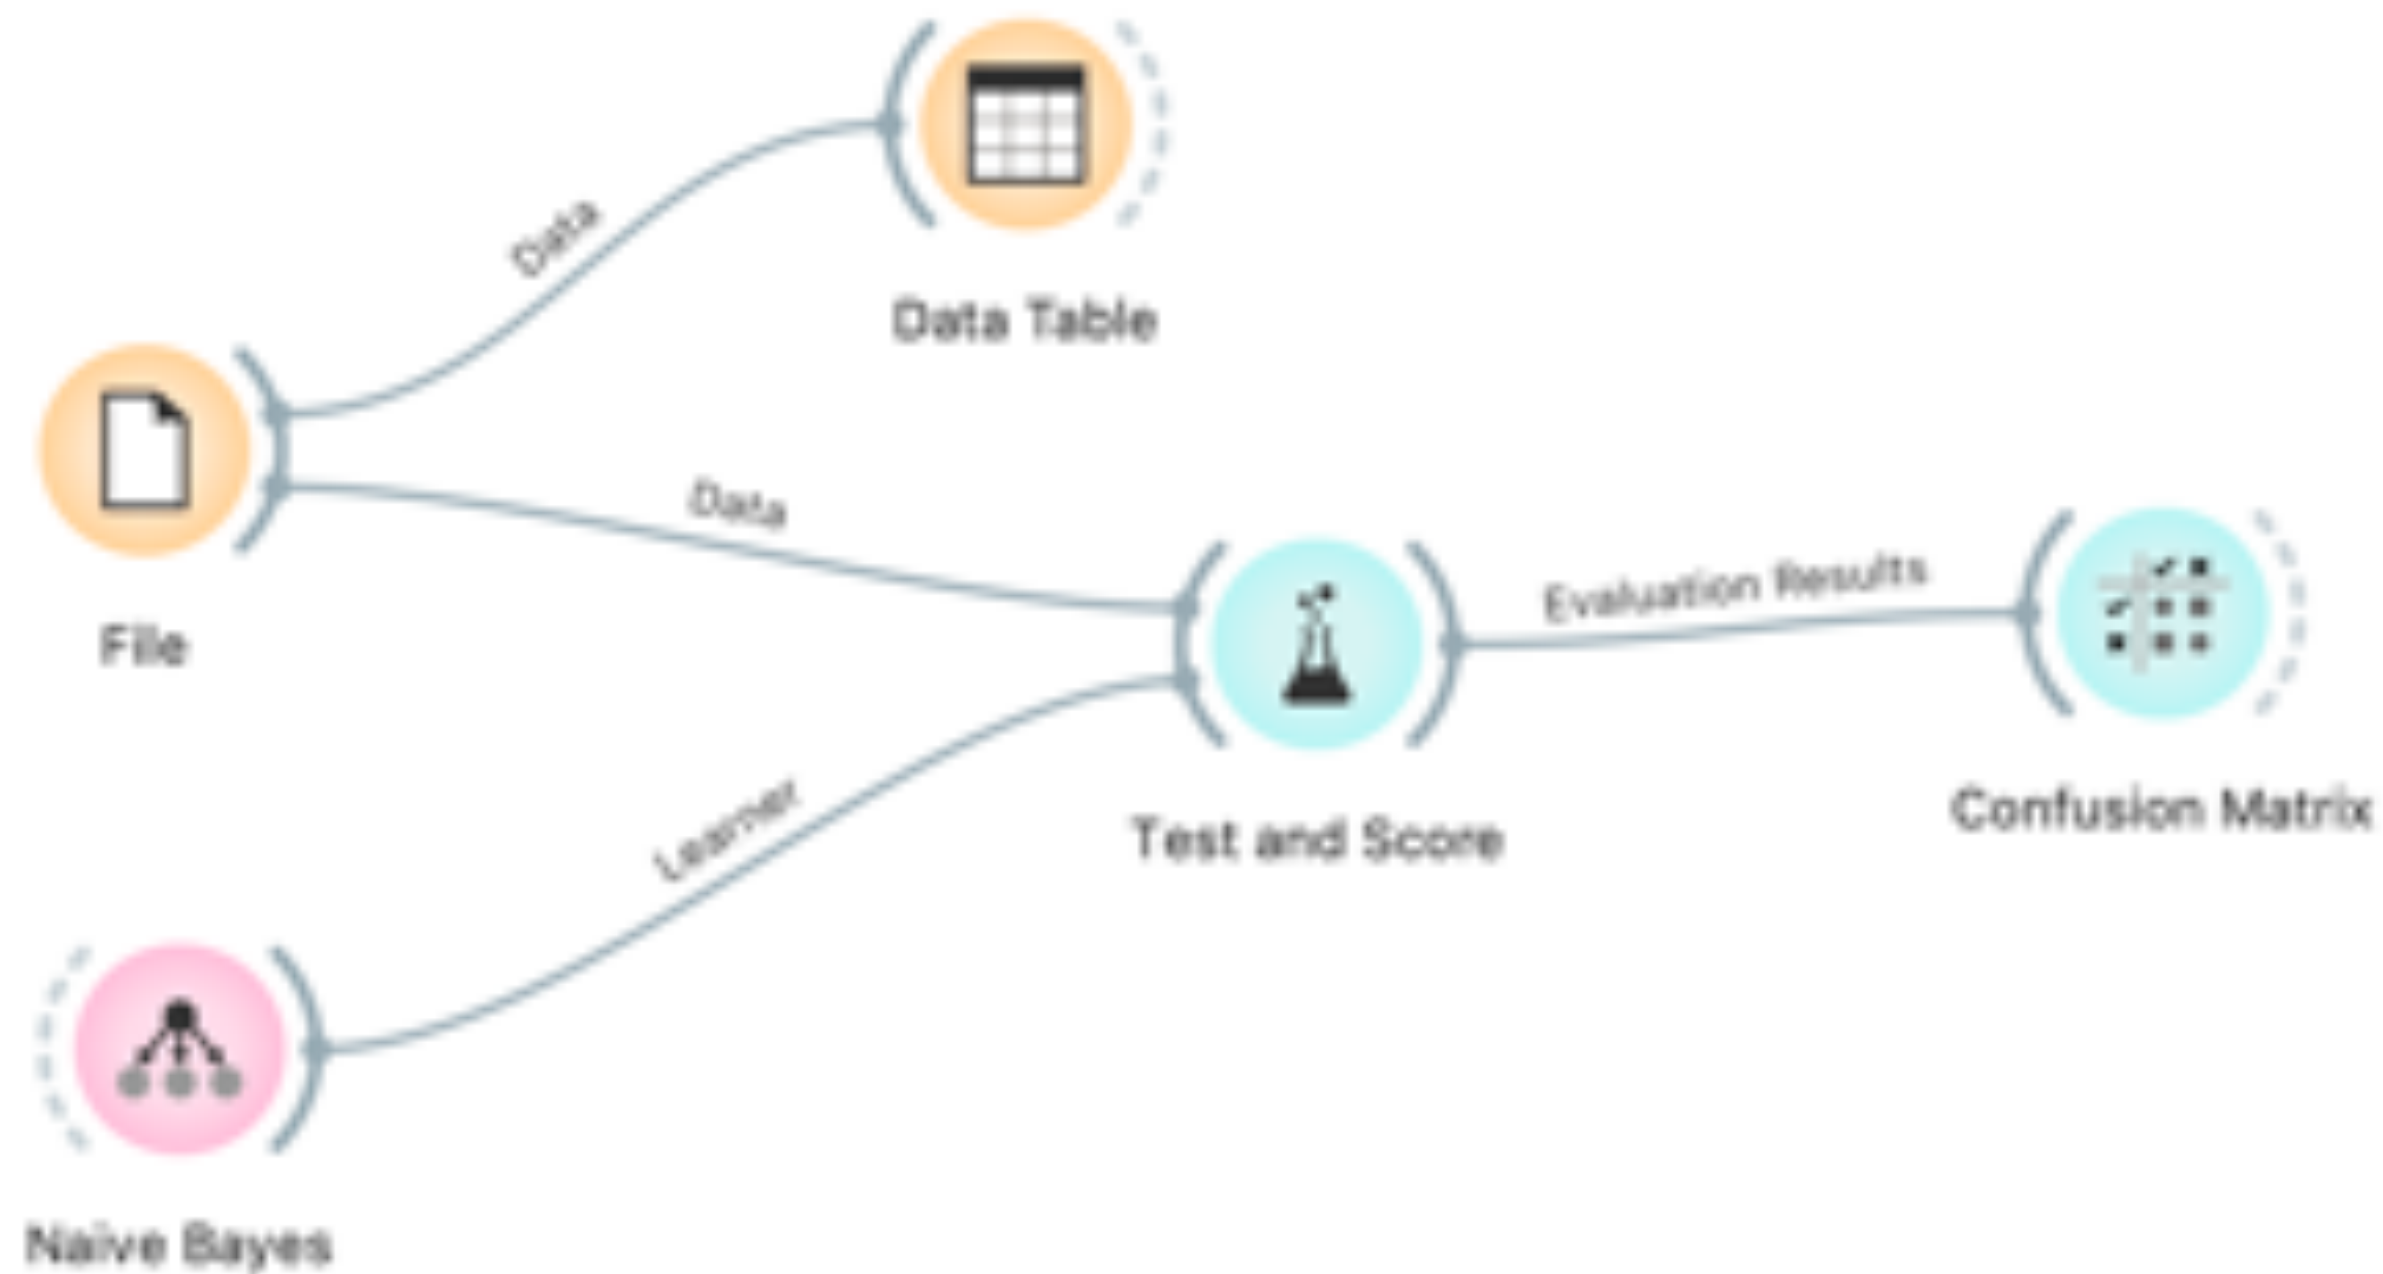 Data
Data Table
File
Data
Evaluation Results
Learner
Test and Score
Confusion Matrix
Naive Bayes